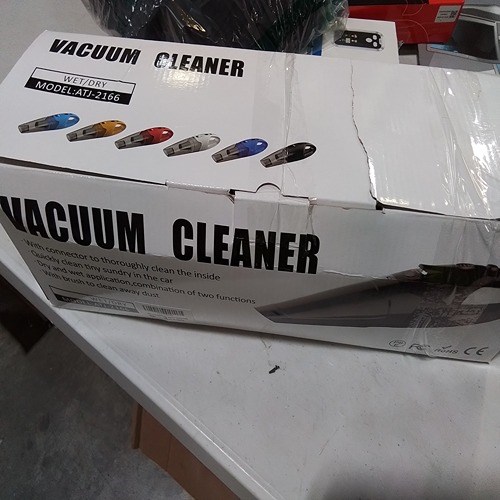 VACUUM CLEANER
WET/DRY
MODEL:ATJ-2166
VACUUM CLEANER
With connector to thoroughly clean the inside
Quickly clean tiny sundry in the car
Dry and wet application,combination of two functions
With brush to clean away dust
FC RoHS CE